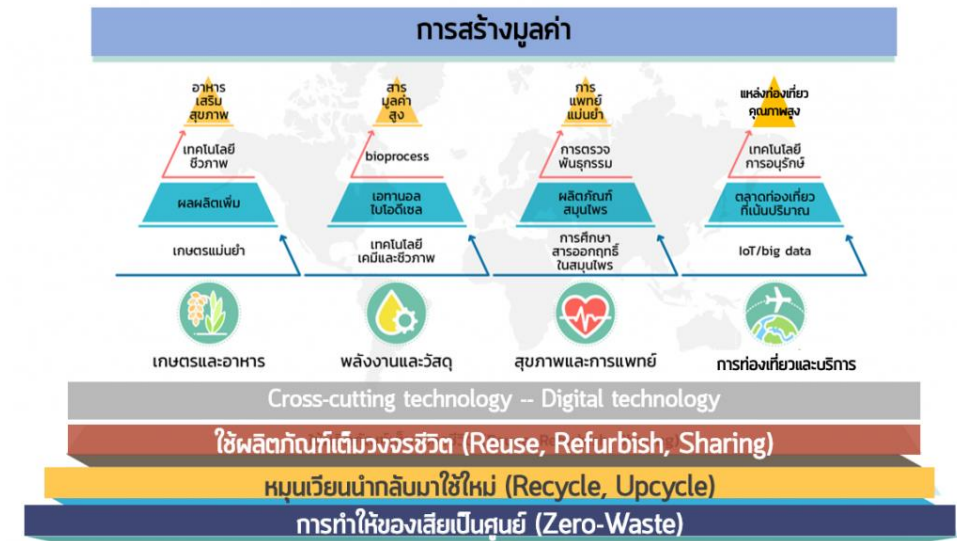 การสร้างมูลค่า
อาหาร
เสริม
สุขภาพ
เทคโนโลยี
ชีวภาพ
ผลผลิตเพิ่ม
เกษตรแม่นยำ
เกษตรและอาหาร
สาร
มูลค่า
สูง
bioprocess
เอทานอล
ไบโอดีเซล
เทคโนโลยี
เคมีและชีวภาพ
พลังงานและวัสดุ
การ
แพทย์
แม่นยำ
การตรวจ
พันธุกรรม
ผลิตภัณฑ์
สมุนไพร
การศึกษา
สารออกฤทธิ์
ในสมุนไพร
สุขภาพและการแพทย์
แหล่งท่องเที่ยว
คุณภาพสูง
เทคโนโลยี
การอนุรักษ์
ตลาดท่องเที่ยว
ที่เน้นปริมาณ
IoT/big data
การท่องเที่ยวและบริการ
Cross-cutting technology -- Digital technology
ใช้ผลิตภัณฑ์เต็มวงจรชีวิต (Reuse, Refurbish, Sharing)
หมุนเวียนนำกลับมาใช้ใหม่ (Recycle, Upcycle)
การทำให้ของเสียเป็นศูนย์ (Zero-Waste)